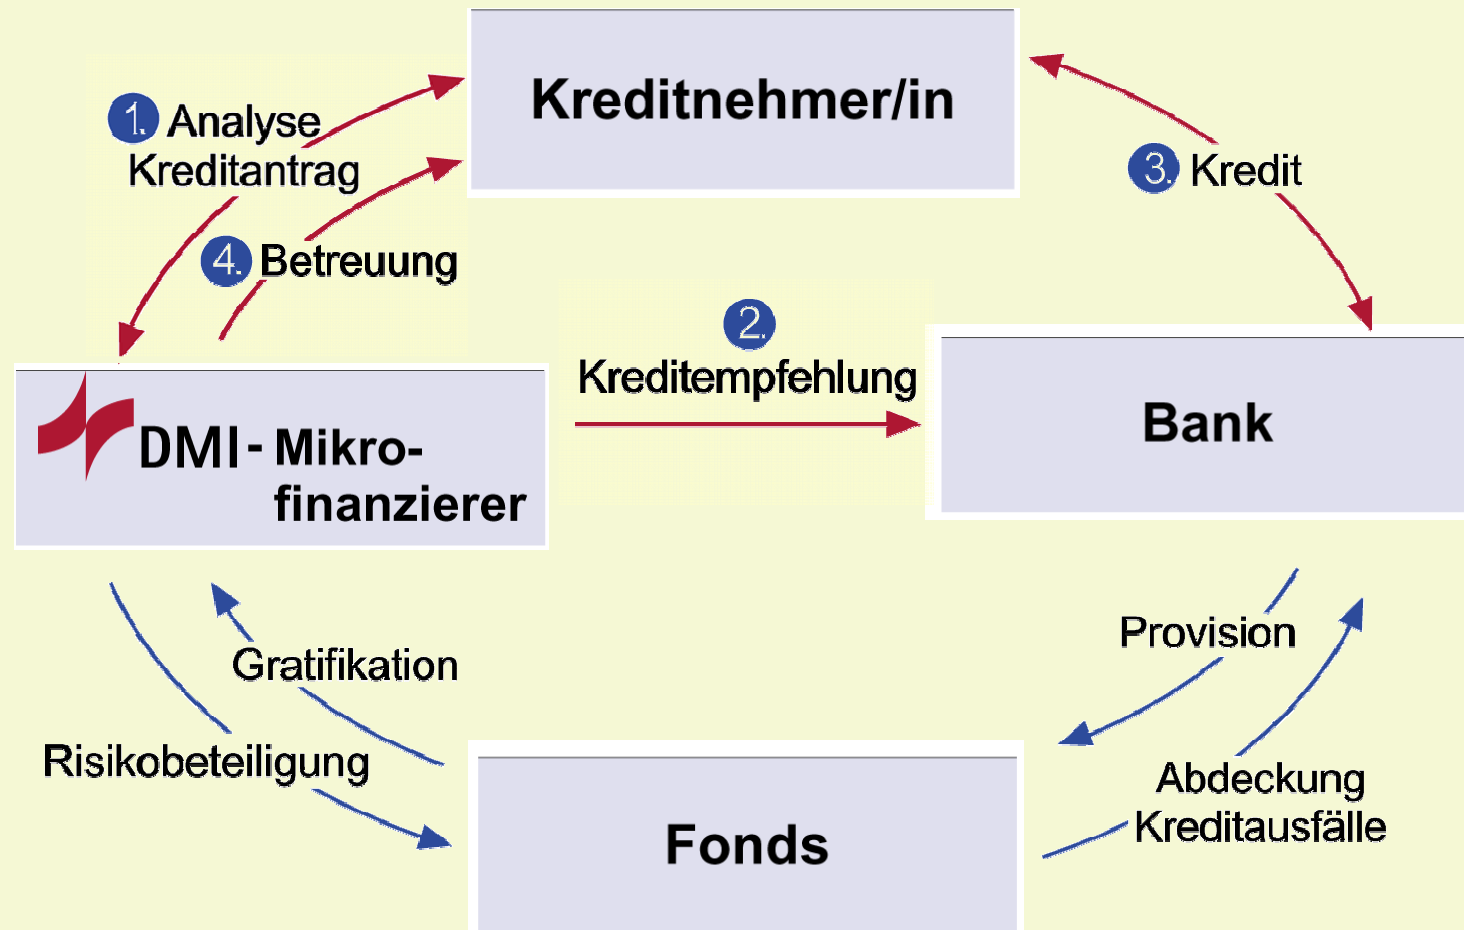 Kreditnehmer/in
1. Analyse
Kreditantrag
3. Kredit
4. Betreuung
2.
Kreditempfehlung
DMI - Mikro-
finanzierer
Bank
Provision
Gratifikation
Risikobeteiligung
Abdeckung
Kreditausfälle
Fonds